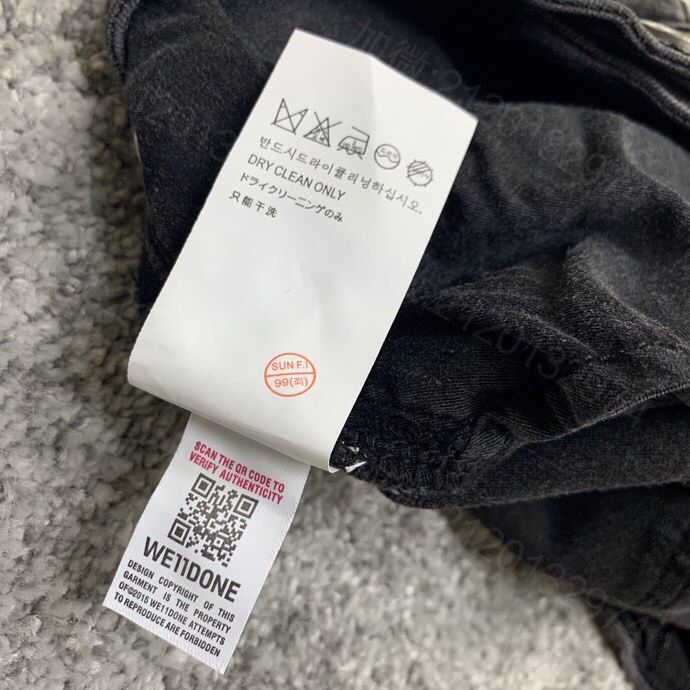 반드시드라이클리닝하십시오.
DRY CLEAN ONLY
ドライクリーニングのみ
只能干洗
SUN F.I
99(죄)
SCAN THE QR CODE TO
VERIFY AUTHENTICITY
WE11DONE
DESIGN COPYRIGHT OF THIS
GARMENT IS THE PROPERTY
OF©2015 WE11DONE ATTEMPTS
TO REPRODUCE ARE FORBIDDEN